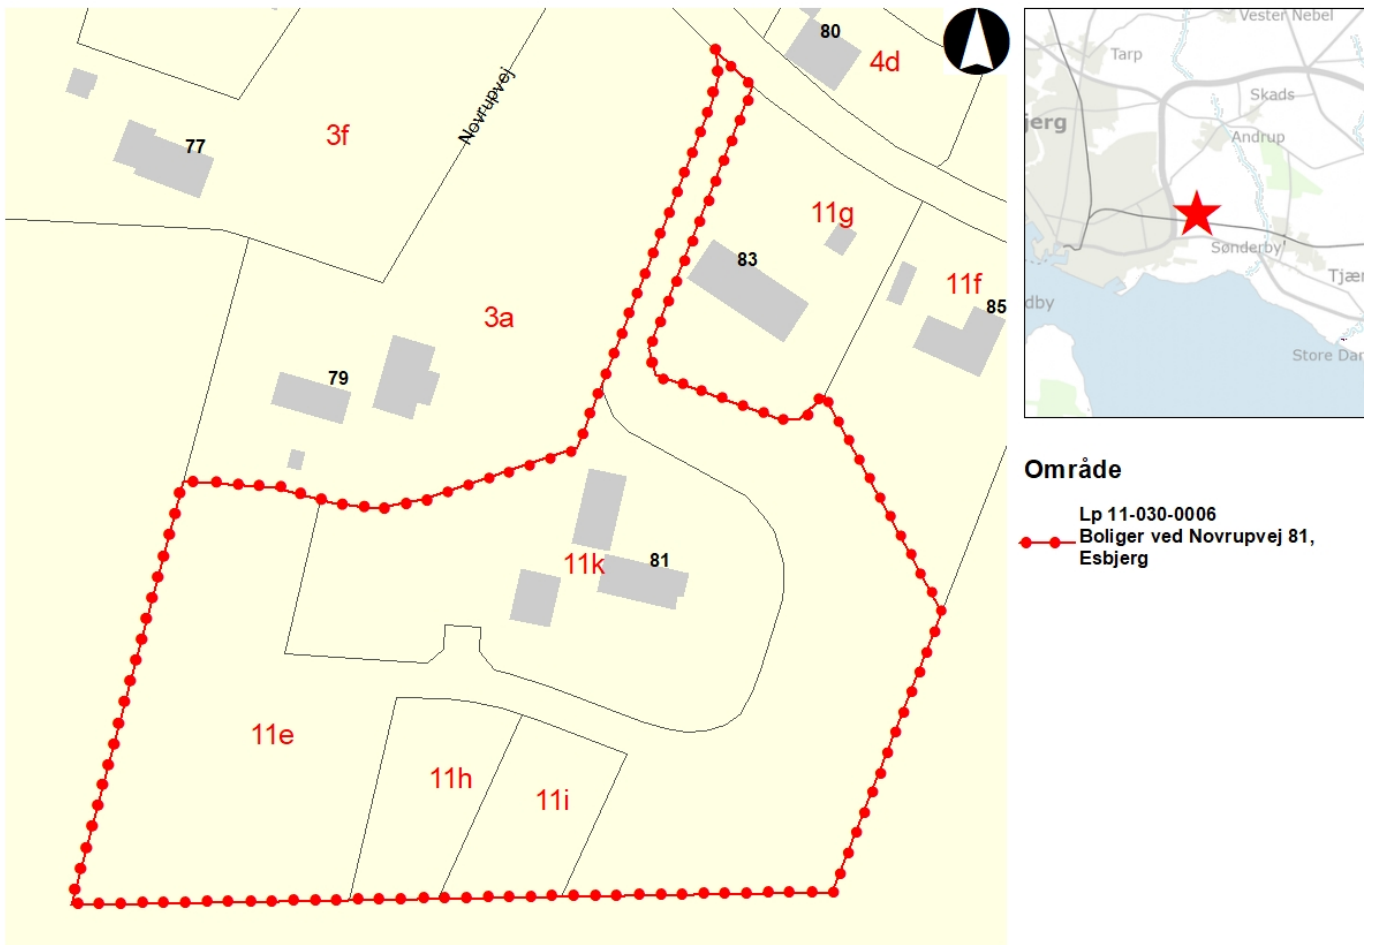 80
4d
Novrupvej
3f
77
11g
83
11f
85
3a
79
11k
81
11e
11h
11i
Vester Nebel
Tarp
Skads
jerg
Andrup
Sønderby
Tjær
dby
Store Dar
Område
Lp 11-030-0006
Boliger ved Novrupvej 81,
Esbjerg